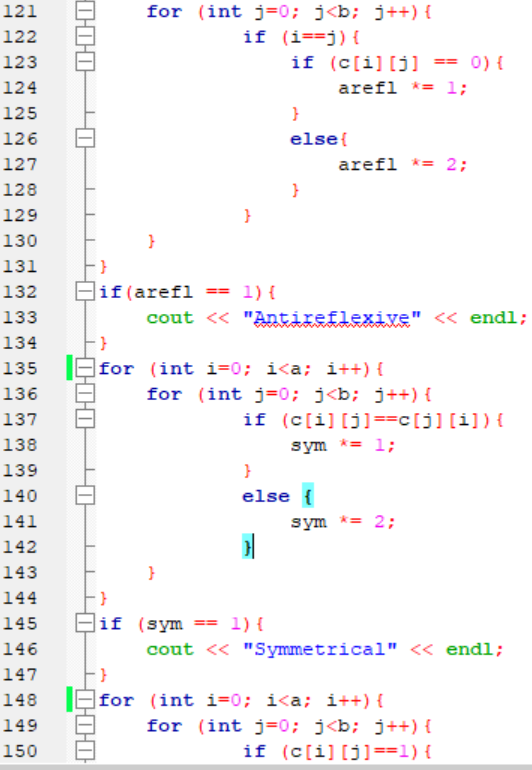 121 for (int j=0; j<b; j++){
122 if (i==j){
123 if (c[i][j] == 0){
124 arefl *= 1;
125 }
126 else{
127 arefl *= 2;
128 }
129 }
130 }
131 }
132 if(arefl == 1){
133 cout << "Antireflexive" << endl;
134 }
135 for (int i=0; i<a; i++){
136 for (int j=0; j<b; j++){
137 if (c[i][j]==c[j][i]){
138 sym *= 1;
139 }
140 else {
141 sym *= 2;
142 }
143 }
144 }
145 if (sym == 1){
146 cout << "Symmetrical" << endl;
147 }
148 for (int i=0; i<a; i++){
149 for (int j=0; j<b; j++){
150 if (c[i][j]==1){